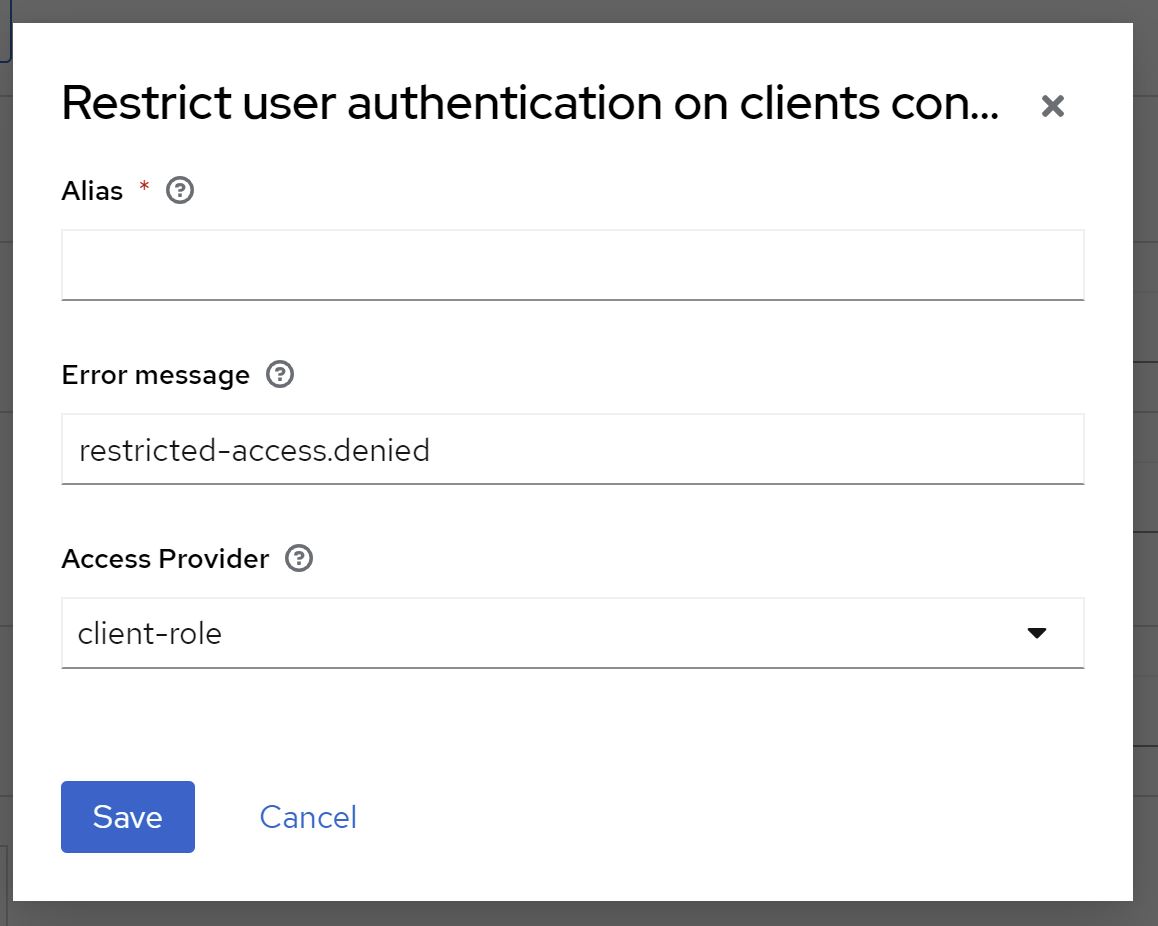 Restrict user authentication on clients con...
Alias *
Error message
restricted-access.denied
Access Provider
client-role
Save Cancel